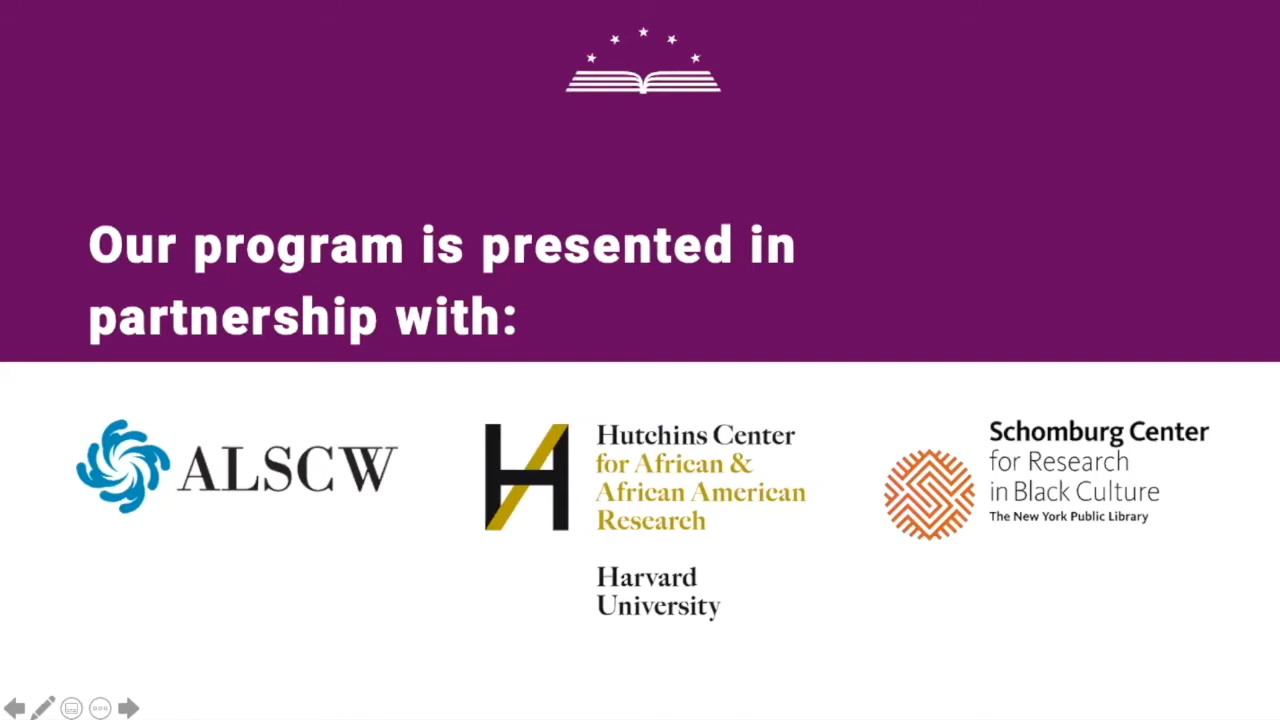 Our program is presented in
partnership with:
ALSCW
Hutchins Center
for African &
African American
Research
Harvard
University
Schomburg Center
for Research
in Black Culture
The New York Public Library